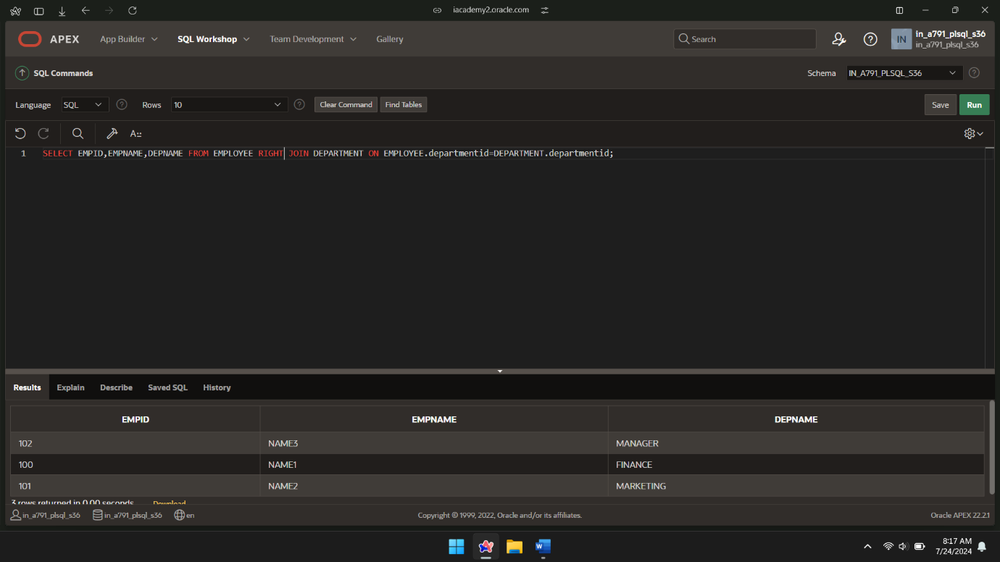 iacademy2.oracle.com
APEX App Builder SQL Workshop Team Development Gallery Search IN in_a791_plsql_s36
in_a791_plsql_s36
SQL Commands Schema IN_A791_PLSQL_S36
Language SQL Rows 10 Clear Command Find Tables Save Run
A::
1 SELECT EMPID,EMPNAME,DEPNAME FROM EMPLOYEE RIGHT JOIN DEPARTMENT ON EMPLOYEE.departmentid=DEPARTMENT.departmentid;
Results Explain Describe Saved SQL History
EMPID EMPNAME DEPNAME
102 NAME3 MANAGER
100 NAME1 FINANCE
101 NAME2 MARKETING
3 rows returned in 0.00 seconds Download
in_a791_plsql_s36 in_a791_plsql_s36 en Copyright © 1999, 2022, Oracle and/or its affiliates. Oracle APEX 22.2.1
8:17 AM
7/24/2024